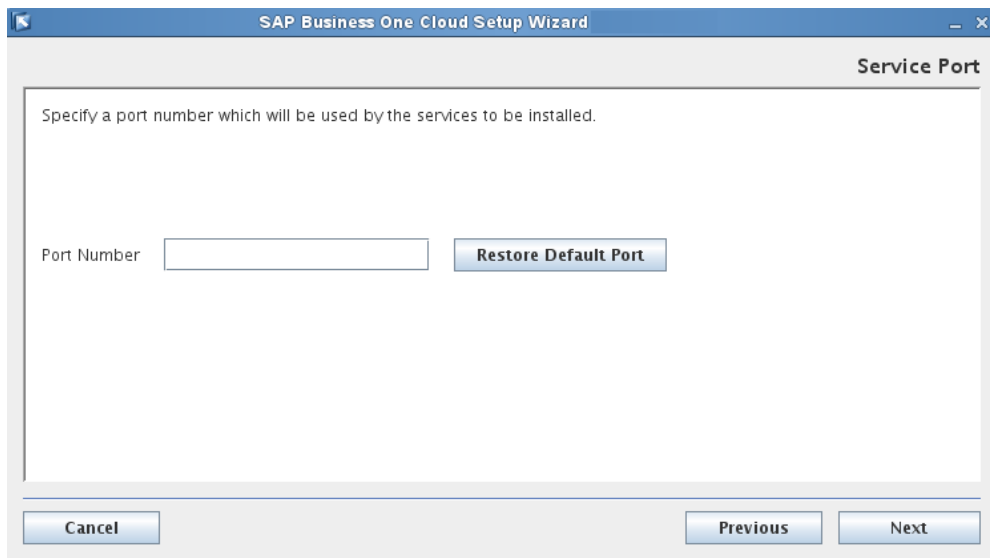 SAP Business One Cloud Setup Wizard
Service Port
Specify a port number which will be used by the services to be installed.
Port Number
Restore Default Port
Cancel
Previous
Next